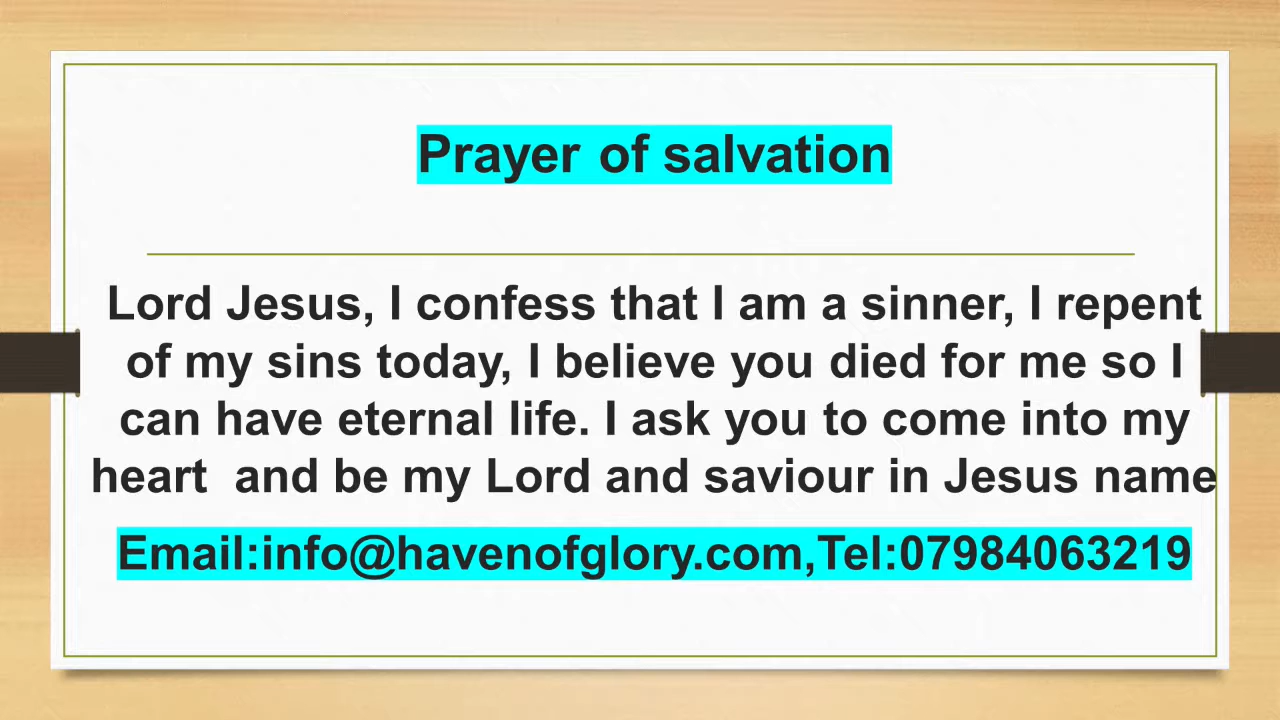 Prayer of salvation
Lord Jesus, I confess that I am a sinner, I repent
of my sins today, I believe you died for me so I
can have eternal life. I ask you to come into my
heart  and be my Lord and saviour in Jesus name
Email:info@havenofglory.com,Tel:07984063219